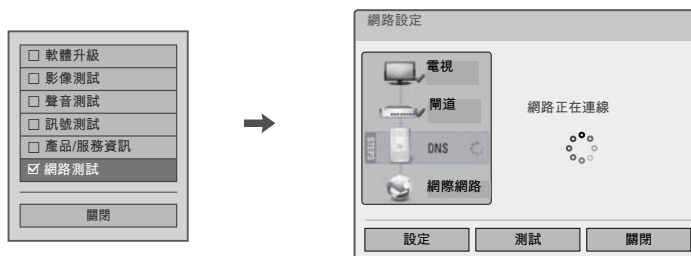 軟體升級
影像測試
聲音測試
訊號測試
產品/服務資訊
網路測試
關閉
網路設定
電視
閘道
STEP3
DNS
網際網路
網路正在連線
設定
測試
關閉